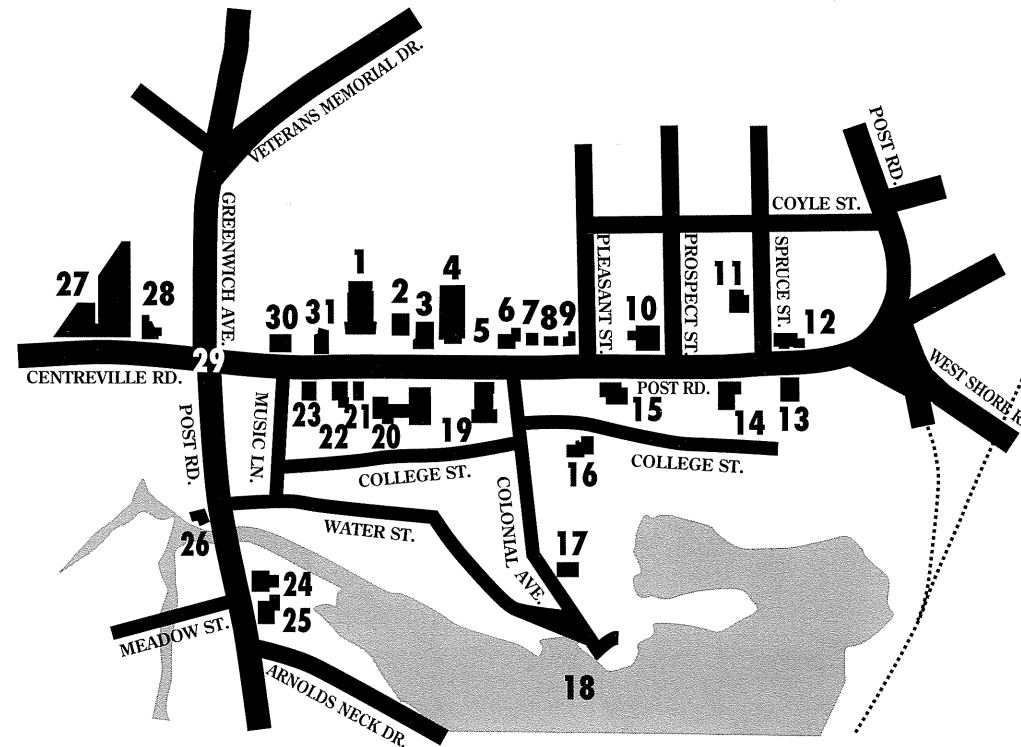 VETERANS MEMORIAL DR.
POST RD.
GREENWICH AVE.
COYLE ST.
PLEASANT ST.
PROSPECT ST.
SPRUCE ST.
1
2
3
4
5
6
7
8
9
10
11
12
27
28
30
31
29
CENTREVILLE RD.
WEST SHORE R
POST RD.
MUSIC LN.
23
22
21
20
19
POST RD.
15
14
13
16
COLLEGE ST.
COLLEGE ST.
COLONIAL AVE.
WATER ST.
17
26
24
25
MEADOW ST.
ARNOLDS NECK DR.
18